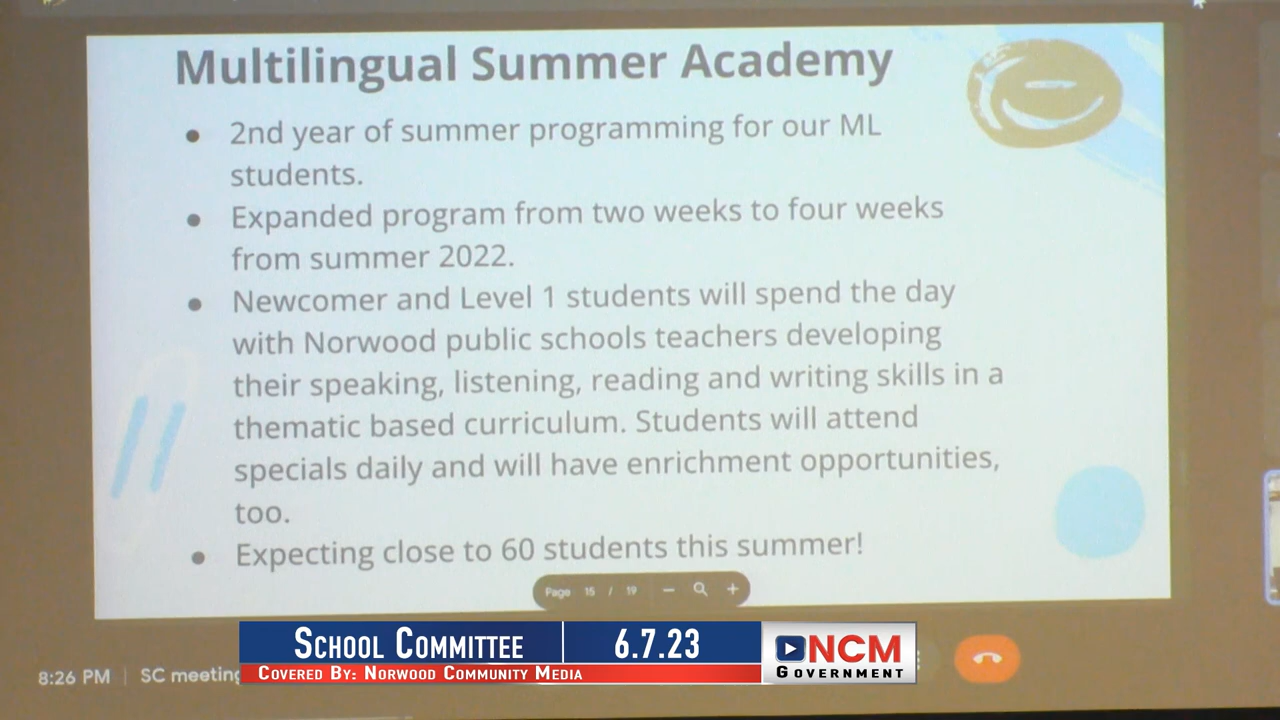 Multilingual Summer Academy
● 2nd year of summer programming for our ML
students.
● Expanded program from two weeks to four weeks
from summer 2022.
● Newcomer and Level 1 students will spend the day
with Norwood public schools teachers developing
their speaking, listening, reading and writing skills in a
thematic based curriculum. Students will attend
specials daily and will have enrichment opportunities,
too.
● Expecting close to 60 students this summer!
Page 15 / 19 — +
SCHOOL COMMITTEE 6.7.23
COVERED BY: NORWOOD COMMUNITY MEDIA
NCM
GOVERNMENT
8:26 PM | SC meeting